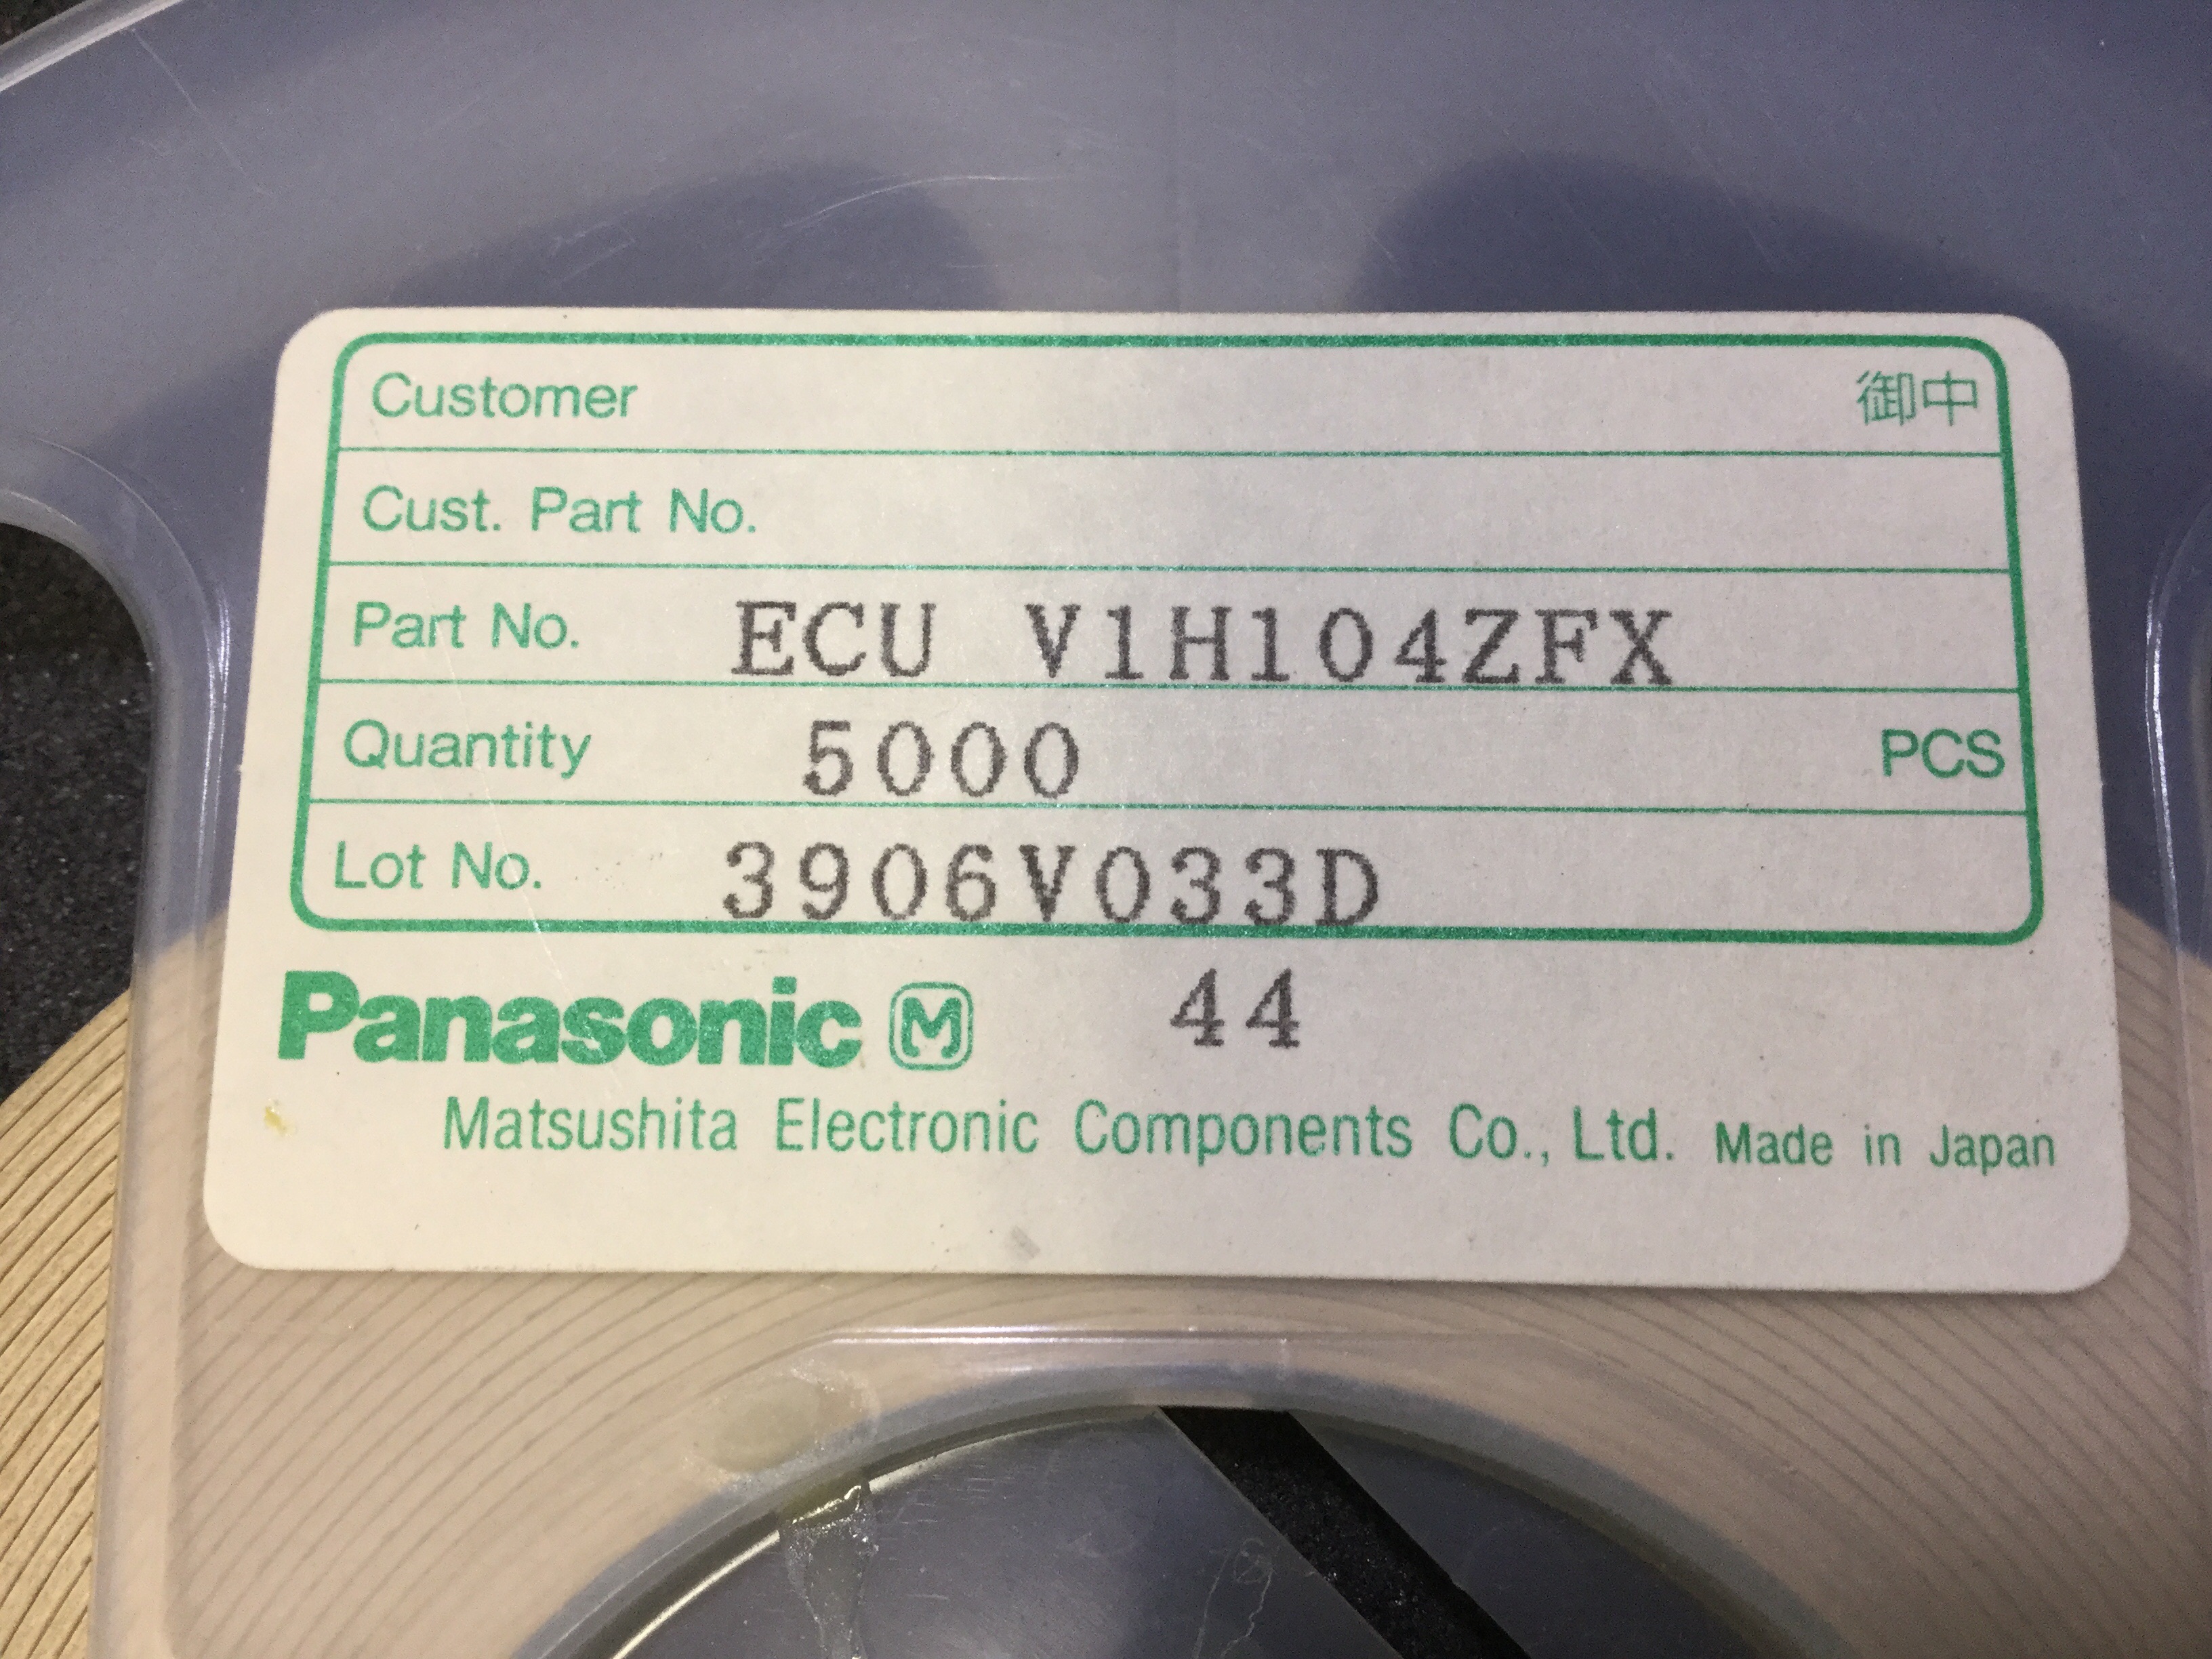 Customer 御中
Cust. Part No.
Part No. ECU V1H104ZFX
Quantity 5000 PCS
Lot No. 3906V033D
Panasonic M 44
Matsushita Electronic Components Co., Ltd. Made in Japan